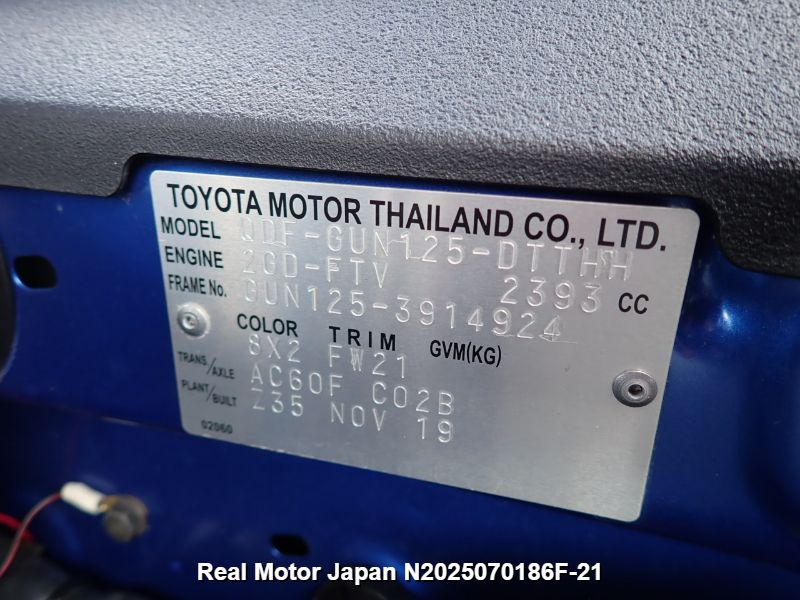 TOYOTA MOTOR THAILAND CO., LTD.
MODEL QDF-GUN125-DTTHH
ENGINE 2GD-FTV 2393 CC
FRAME No. GUN125-3914924
COLOR TRIM GVM(KG)
8X2 FW21
TRANS/AXLE AC60F C02B
PLANT/BUILT Z35 NOV 19
02060
Real Motor Japan N2025070186F-21